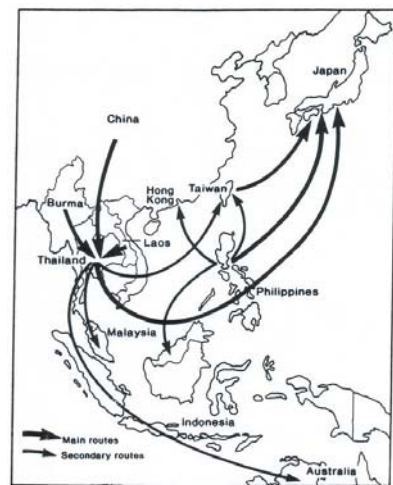 Japan
China
Hong
Kong
Taiwan
Burma
Laos
Thailand
Philippines
Malaysia
Indonesia
Main routes
Secondary routes
Australia